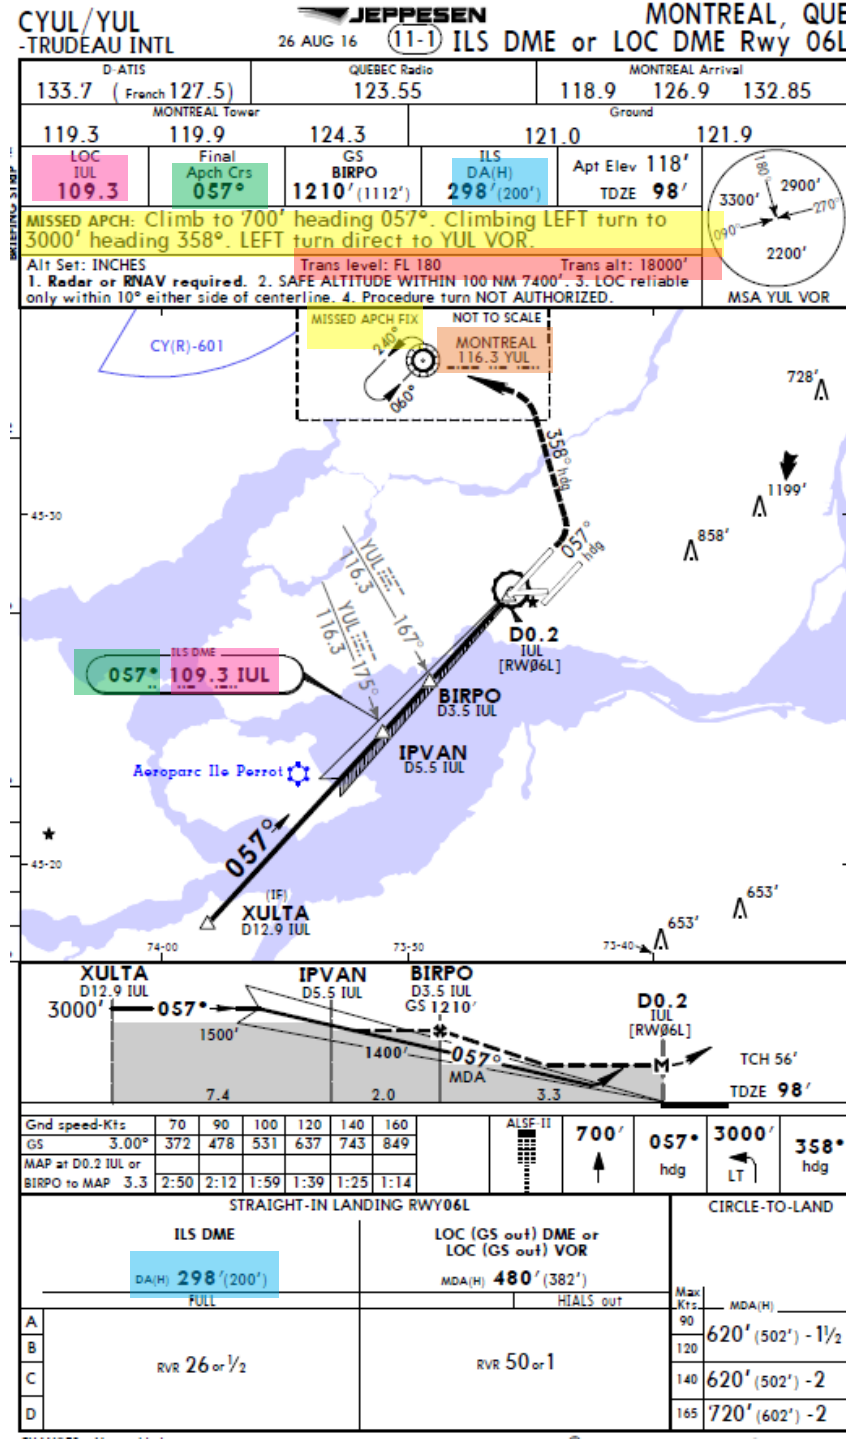 CYUL/YUL
-TRUDEAU INTL
JEPPESEN
26 AUG 16 11-1
MONTREAL, QUE
ILS DME or LOC DME Rwy 06L
D-ATIS
133.7 (French 127.5)
QUEBEC Radio
123.55
MONTREAL Arrival
118.9 126.9 132.85
MONTREAL Tower
119.3 119.9 124.3
Ground
121.0 121.9
LOC
IUL
109.3
Final
Apch Crs
057°
GS
BIRPO
1210'(1112')
ILS
DA(H)
298'(200')
Apt Elev 118'
TDZE 98'
MISSED APCH: Climb to 700' heading 057°. Climbing LEFT turn to
3000' heading 358°. LEFT turn direct to YUL VOR.
Alt Set: INCHES Trans level: FL 180 Trans alt: 18000'
1. Radar or RNAV required. 2. SAFE ALTITUDE WITHIN 100 NM 7400'. 3. LOC reliable
only within 10° either side of centerline. 4. Procedure turn NOT AUTHORIZED.
180°
3300' 2900'
270°
090°
2200'
MSA YUL VOR
MISSED APCH FIX NOT TO SCALE
CY(R)-601
MONTREAL
116.3 YUL
240°
060°
728'
358° hdg
1199'
45-30
858'
057°
hdg
YUL
116.3
167°
YUL
116.3
175°
D0.2
IUL
[RW06L]
ILS DME
057° 109.3 IUL
BIRPO
D3.5 IUL
IPVAN
D5.5 IUL
Aeroparc Ile Perrot
057°
45-20
(IF)
XULTA
D12.9 IUL
653'
653'
74-00 73-50 73-40
XULTA
D12.9 IUL
IPVAN
D5.5 IUL
BIRPO
D3.5 IUL
GS 1210'
D0.2
IUL
[RW06L]
3000' 057°
1500'
1400'
057°
MDA
M
TCH 56'
TDZE 98'
7.4 2.0 3.3
Gnd speed-Kts 70 90 100 120 140 160
GS 3.00° 372 478 531 637 743 849
MAP at D0.2 IUL or
BIRPO to MAP 3.3 2:50 2:12 1:59 1:39 1:25 1:14
ALSF-II
700'
057°
hdg
3000'
LT
358°
hdg
STRAIGHT-IN LANDING RWY06L
CIRCLE-TO-LAND
ILS DME
LOC (GS out) DME or
LOC (GS out) VOR
DA(H) 298'(200')
MDA(H) 480'(382')
FULL
HIALS out
Max
Kts
MDA(H)
A
B
C
D
RVR 26 or ½
RVR 50 or 1
90
120
620'(502') - 1½
140 620'(502') - 2
165 720'(602') - 2